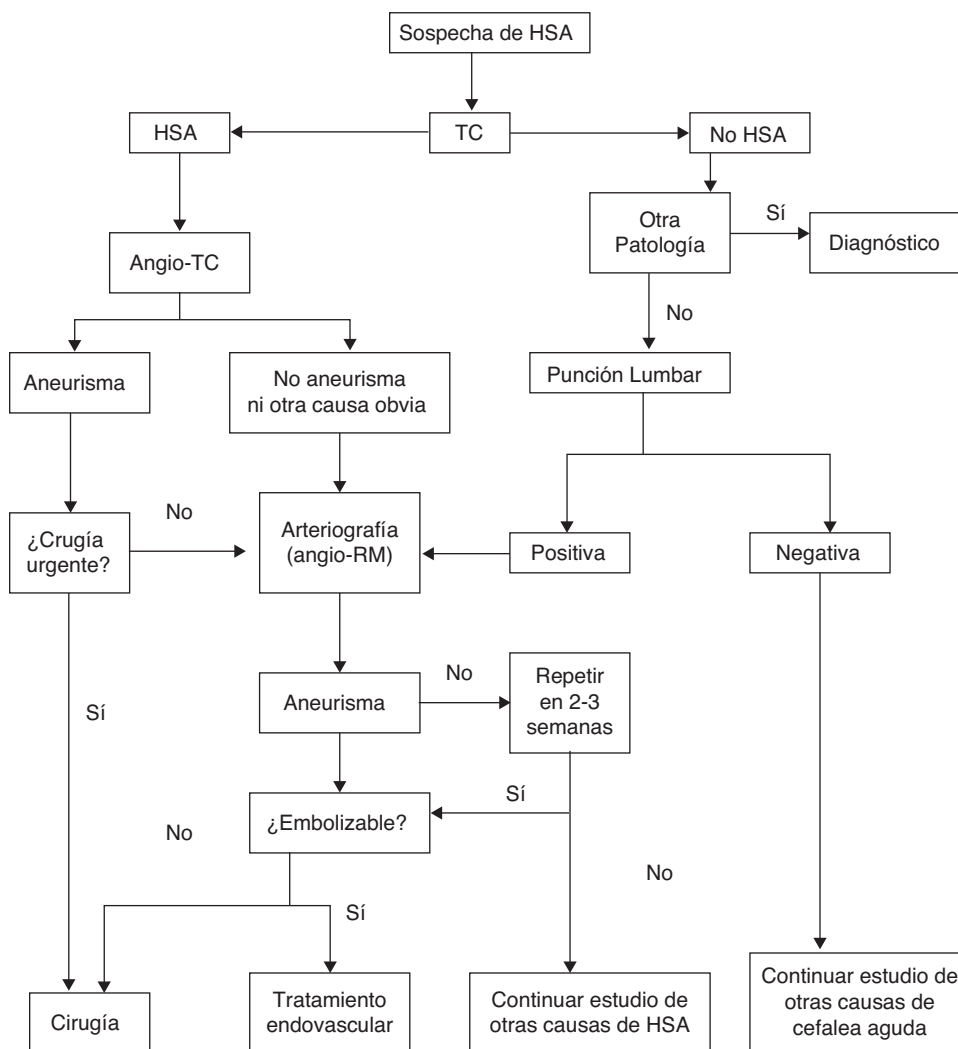 Sospecha de HSA
HSA
TC
No HSA
Otra
Patología
Sí
Diagnóstico
Angio-TC
No
Aneurisma
No aneurisma
ni otra causa obvia
Punción Lumbar
¿Crugía
urgente?
No
Arteriografía
(angio-RM)
Positiva
Negativa
Sí
Aneurisma
No
Repetir
en 2-3
semanas
No
¿Embolizable?
Sí
No
Sí
Cirugía
Tratamiento
endovascular
Continuar estudio de
otras causas de HSA
Continuar estudio de
otras causas de
cefalea aguda